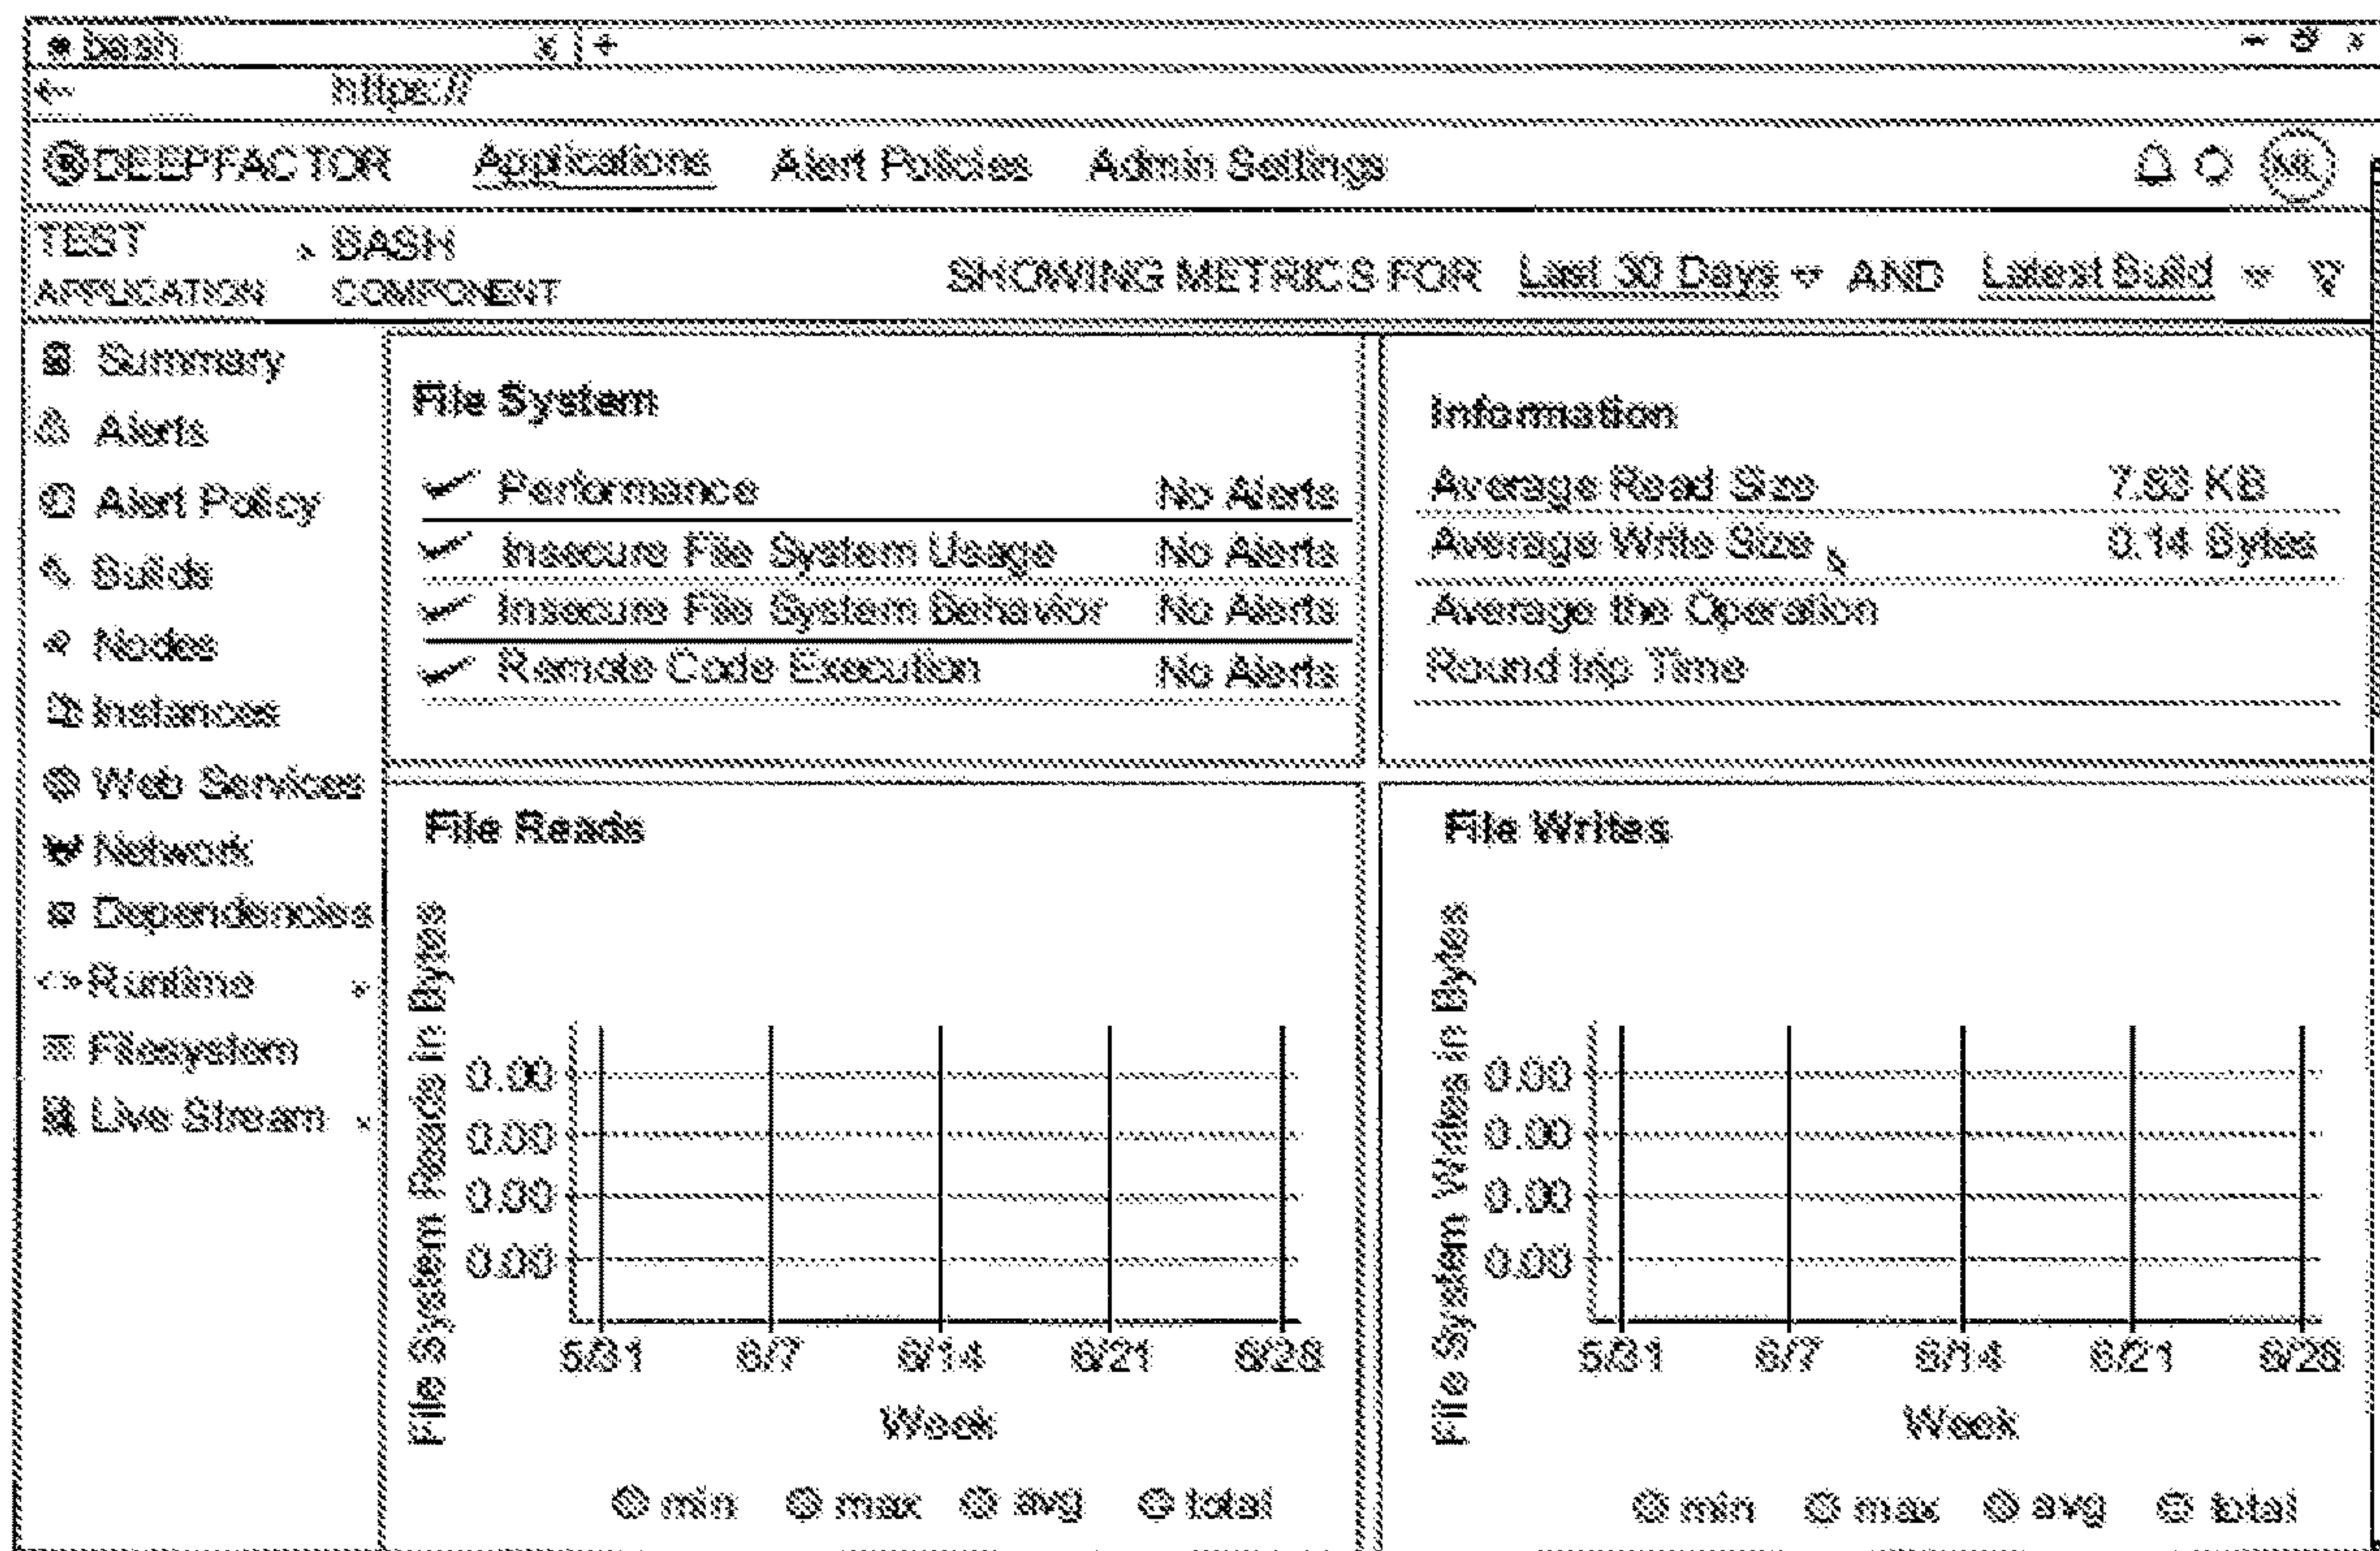 bash x +
https://
DEEPFACTOR Applications Alert Policies Admin Settings
TEST BASH
APPLICATION COMPONENT
SHOWING METRICS FOR Last 30 Days AND Latest Build
Summary
Alerts
Alert Policy
Builds
Nodes
Instances
Web Services
Network
Dependencies
Runtime
Filesystem
Live Stream
File System
Performance No Alerts
Insecure File System Usage No Alerts
Insecure File System Behavior No Alerts
Remote Code Execution No Alerts
Information
Average Read Size 7.63 KB
Average Write Size 0.14 Bytes
Average the Operation
Round trip Time
File Reads
File System Reads in Bytes
0.00
0.00
0.00
0.00
5/31 6/7 6/14 6/21 6/28
Week
min max avg total
File Writes
File System Writes in Bytes
0.00
0.00
0.00
0.00
5/31 6/7 6/14 6/21 6/28
Week
min max avg total